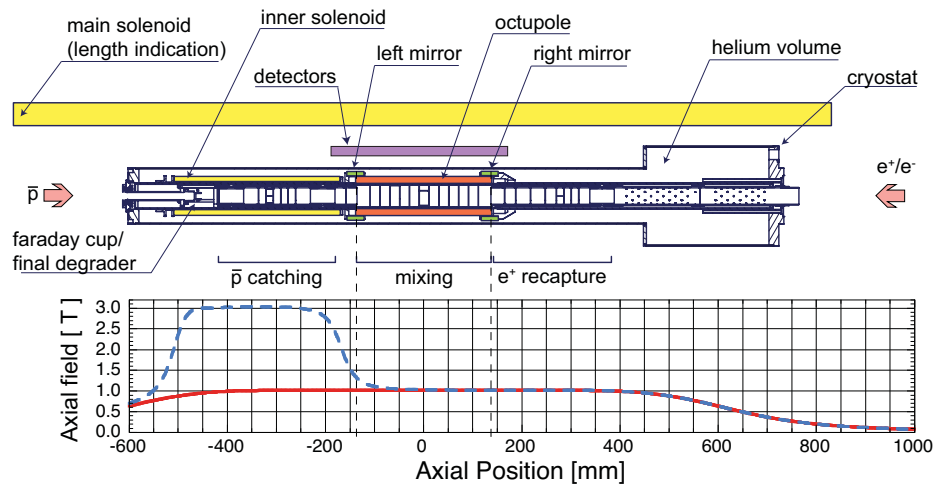 main solenoid
(length indication)
inner solenoid
octupole
left mirror
right mirror
helium volume
detectors
cryostat
p̅
e⁺/e⁻
faraday cup/
final degrader
p̅ catching
mixing
e⁺ recapture
Axial field [ T]
3.0
2.5
2.0
1.5
1.0
0.5
0.0
-600
-400
-200
0
200
400
600
800
1000
Axial Position [mm]